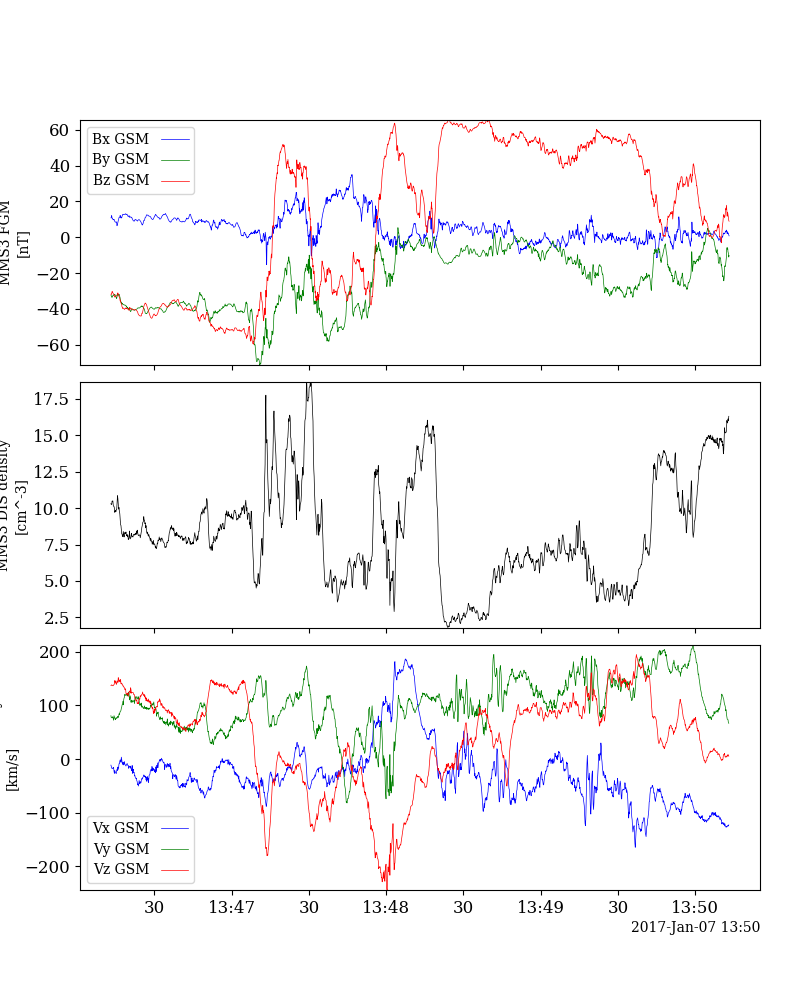 60
40
20
0
−20
−40
−60
MMS3 FGM
[nT]
Bx GSM
By GSM
Bz GSM
17.5
15.0
12.5
10.0
7.5
5.0
2.5
MMS3 DIS density
[cm^-3]
200
100
0
−100
−200
[km/s]
Vx GSM
Vy GSM
Vz GSM
30 13:47 30 13:48 30 13:49 30 13:50
2017-Jan-07 13:50